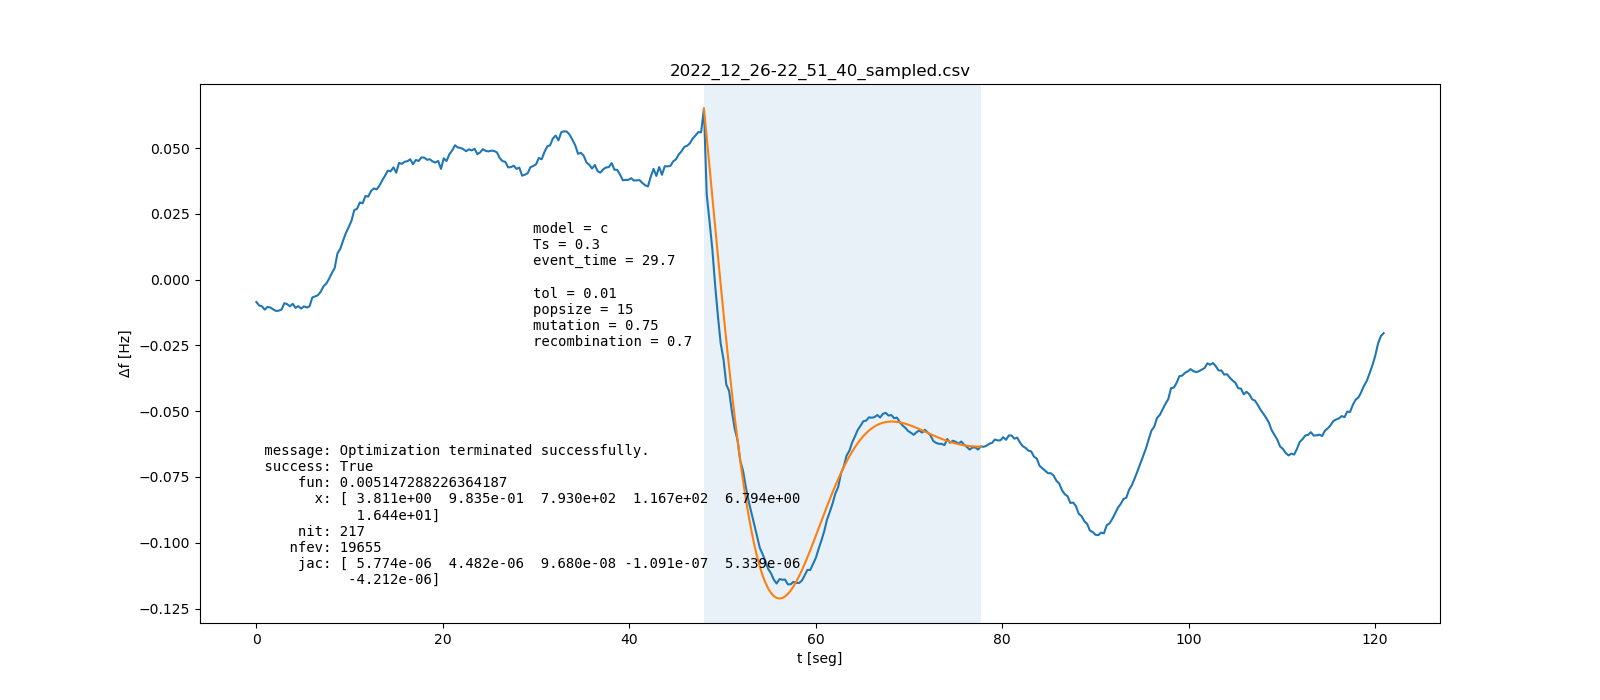 2022_12_26-22_51_40_sampled.csv
Δf [Hz]
0.050
0.025
0.000
−0.025
−0.050
−0.075
−0.100
−0.125
model = c
Ts = 0.3
event_time = 29.7
tol = 0.01
popsize = 15
mutation = 0.75
recombination = 0.7
message: Optimization terminated successfully.
success: True
fun: 0.005147288226364187
x: [ 3.811e+00  9.835e-01  7.930e+02  1.167e+02  6.794e+00
1.644e+01]
nit: 217
nfev: 19655
jac: [ 5.774e-06  4.482e-06  9.680e-08 -1.091e-07  5.339e-06
-4.212e-06]
0 20 40 60 80 100 120
t [seg]